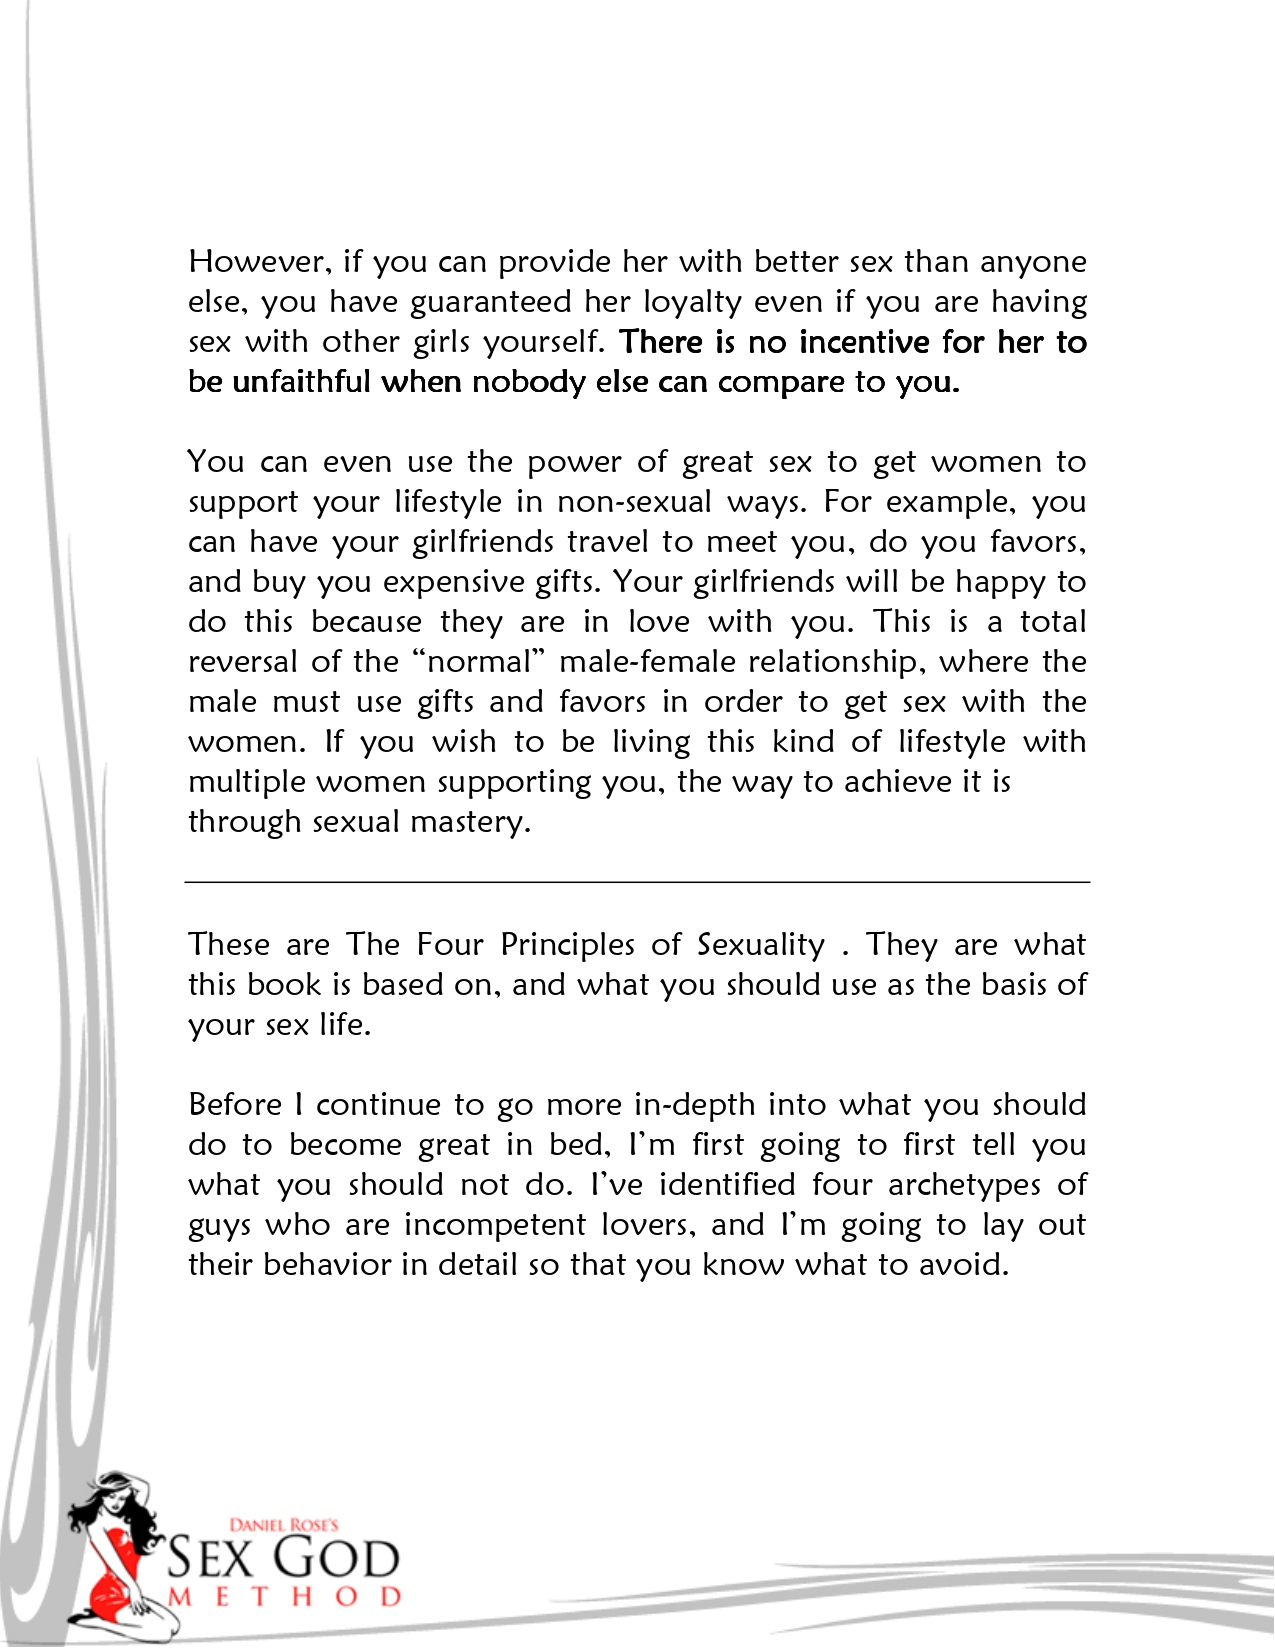 However, if you can provide her with better sex than anyone
else, you have guaranteed her loyalty even if you are having
sex with other girls yourself. There is no incentive for her to
be unfaithful when nobody else can compare to you.
You can even use the power of great sex to get women to
support your lifestyle in non-sexual ways. For example, you
can have your girlfriends travel to meet you, do you favors,
and buy you expensive gifts. Your girlfriends will be happy to
do this because they are in love with you. This is a total
reversal of the “normal” male-female relationship, where the
male must use gifts and favors in order to get sex with the
women. If you wish to be living this kind of lifestyle with
multiple women supporting you, the way to achieve it is
through sexual mastery.
These are The Four Principles of Sexuality . They are what
this book is based on, and what you should use as the basis of
your sex life.
Before I continue to go more in-depth into what you should
do to become great in bed, I’m first going to first tell you
what you should not do. I’ve identified four archetypes of
guys who are incompetent lovers, and I’m going to lay out
their behavior in detail so that you know what to avoid.
DANIEL ROSE'S
SEX GOD
METHOD